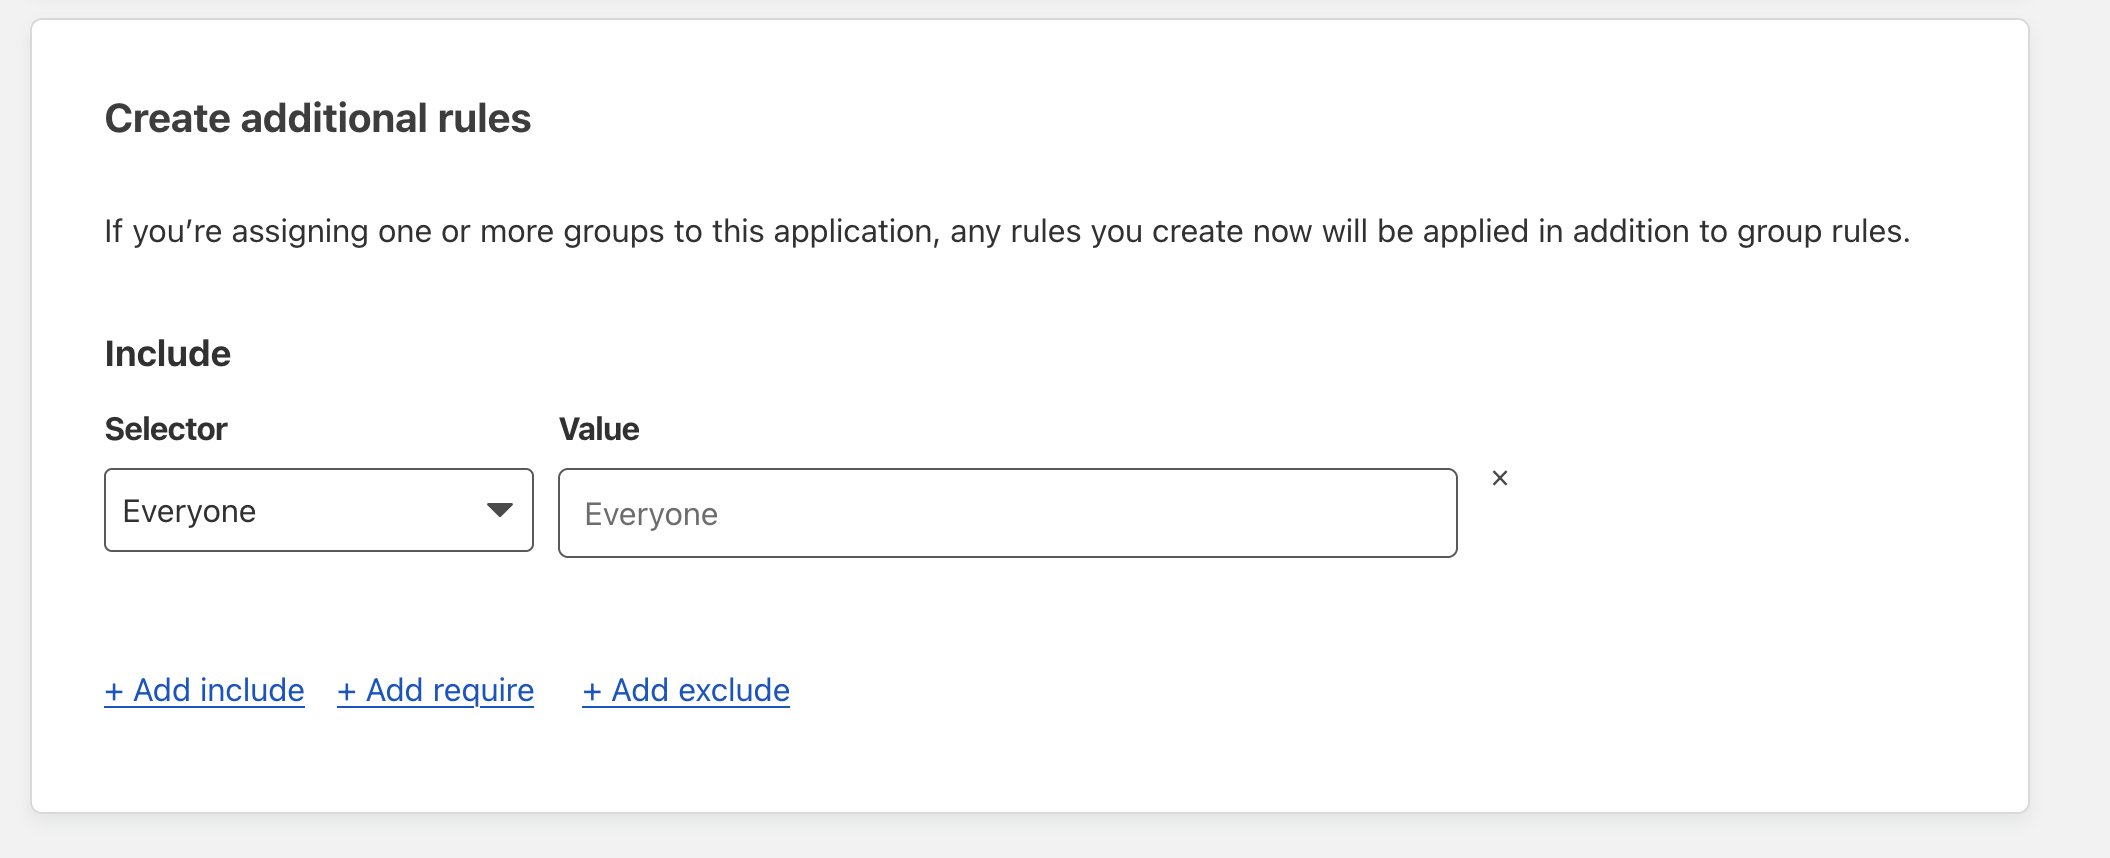 Create additional rules
If you’re assigning one or more groups to this application, any rules you create now will be applied in addition to group rules.
Include
Selector Value
Everyone Everyone ×
+ Add include + Add require + Add exclude